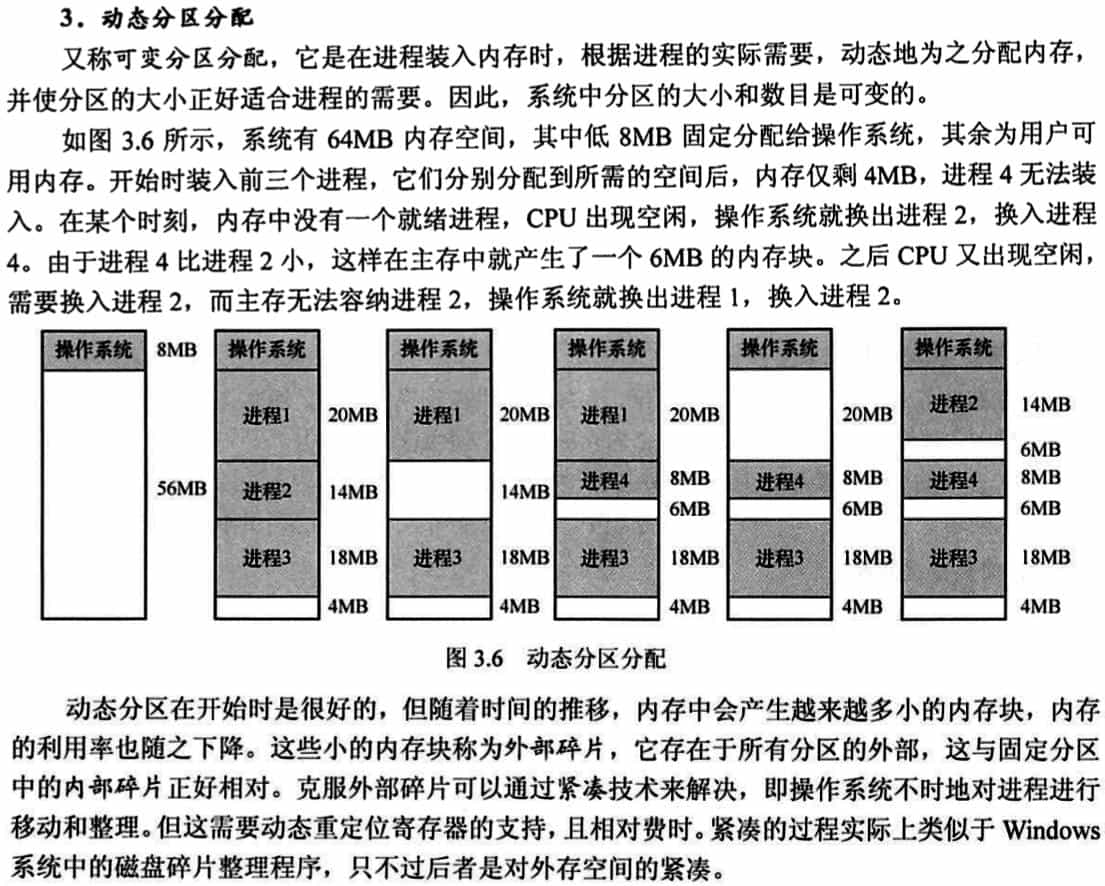 3．动态分区分配
又称可变分区分配，它是在进程装入内存时，根据进程的实际需要，动态地为之分配内存，
并使分区的大小正好适合进程的需要。因此，系统中分区的大小和数目是可变的。
如图 3.6 所示，系统有 64MB 内存空间，其中低 8MB 固定分配给操作系统，其余为用户可
用内存。开始时装入前三个进程，它们分别分配到所需的空间后，内存仅剩 4MB，进程 4 无法装
入。在某个时刻，内存中没有一个就绪进程，CPU 出现空闲，操作系统就换出进程 2，换入进程
4。由于进程 4 比进程 2 小，这样在主存中就产生了一个 6MB 的内存块。之后 CPU 又出现空闲，
需要换入进程 2，而主存无法容纳进程 2，操作系统就换出进程 1，换入进程 2。
操作系统 8MB 操作系统 操作系统 操作系统 操作系统 操作系统
进程1 20MB 进程1 20MB 进程1 20MB 20MB 进程2 14MB
6MB
56MB 进程2 14MB 14MB 进程4 8MB 进程4 8MB 进程4 8MB
6MB 6MB 6MB
进程3 18MB 进程3 18MB 进程3 18MB 进程3 18MB 进程3 18MB
4MB 4MB 4MB 4MB 4MB
图 3.6 动态分区分配
动态分区在开始时是很好的，但随着时间的推移，内存中会产生越来越多小的内存块，内存
的利用率也随之下降。这些小的内存块称为外部碎片，它存在于所有分区的外部，这与固定分区
中的内部碎片正好相对。克服外部碎片可以通过紧凑技术来解决，即操作系统不时地对进程进行
移动和整理。但这需要动态重定位寄存器的支持，且相对费时。紧凑的过程实际上类似于 Windows
系统中的磁盘碎片整理程序，只不过后者是对外存空间的紧凑。